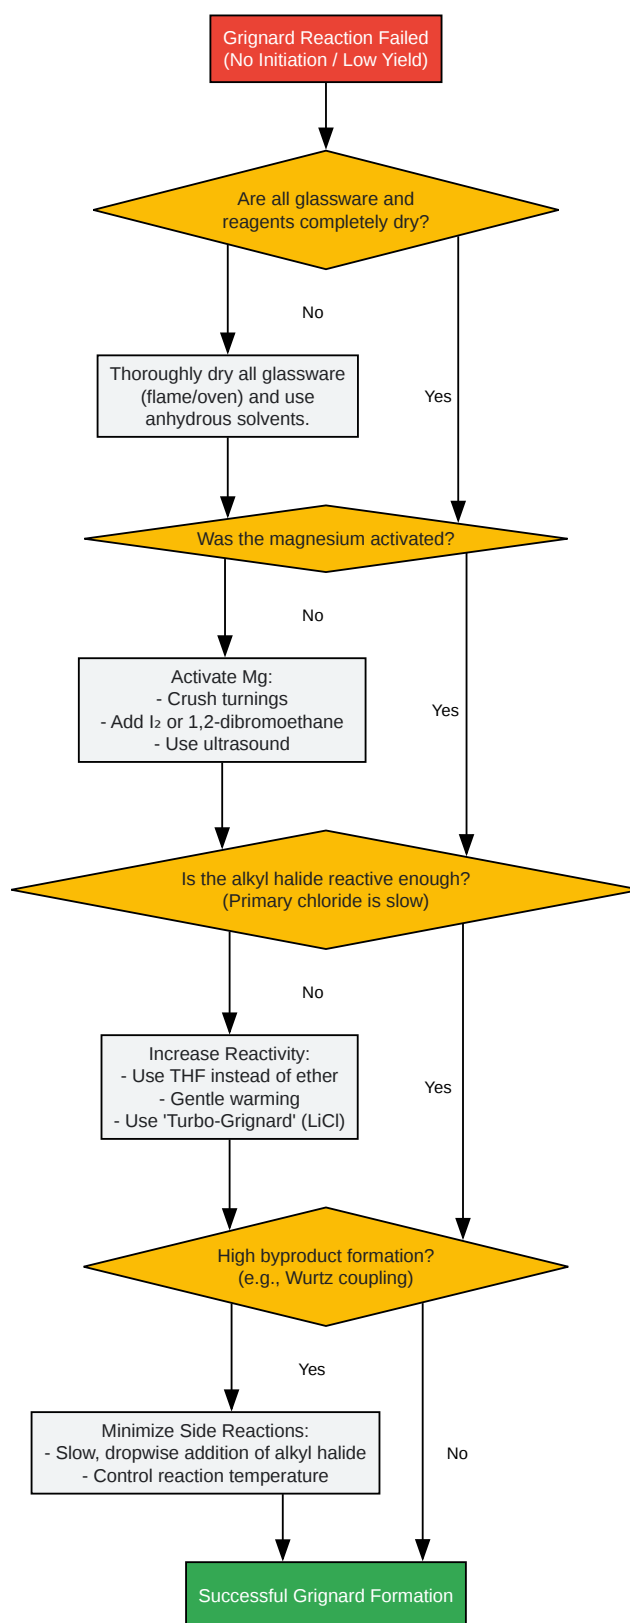 Grignard Reaction Failed
(No Initiation / Low Yield)
Are all glassware and
reagents completely dry?
No
Thoroughly dry all glassware
(flame/oven) and use
anhydrous solvents.
Yes
Was the magnesium activated?
No
Activate Mg:
- Crush turnings
- Add I₂ or 1,2-dibromoethane
- Use ultrasound
Yes
Is the alkyl halide reactive enough?
(Primary chloride is slow)
No
Increase Reactivity:
- Use THF instead of ether
- Gentle warming
- Use 'Turbo-Grignard' (LiCl)
Yes
High byproduct formation?
(e.g., Wurtz coupling)
Yes
Minimize Side Reactions:
- Slow, dropwise addition of alkyl halide
- Control reaction temperature
No
Successful Grignard Formation